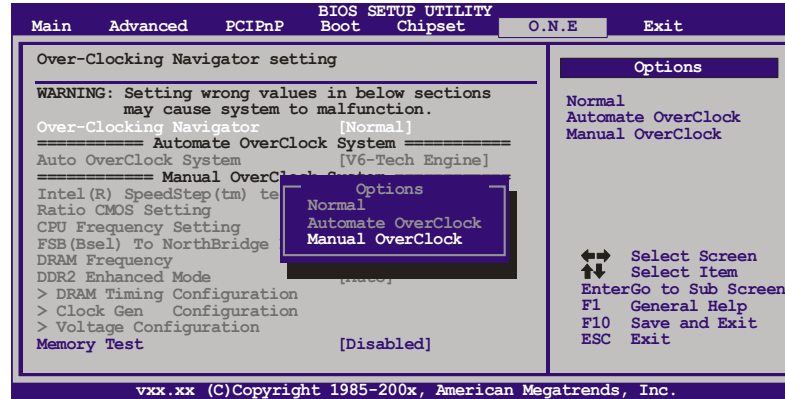 BIOS SETUP UTILITY
Main Advanced PCIPnP Boot Chipset O.N.E Exit
Over-Clocking Navigator setting
WARNING: Setting wrong values in below sections
may cause system to malfunction.
Over-Clocking Navigator [Normal]
=========== Automate OverClock System ===========
Auto OverClock System [V6-Tech Engine]
============ Manual OverClock System ============
Intel(R) SpeedStep(tm) te
Ratio CMOS Setting
CPU Frequency Setting
FSB(Bsel) To NorthBridge
DRAM Frequency
DDR2 Enhanced Mode [Auto]
> DRAM Timing Configuration
> Clock Gen Configuration
> Voltage Configuration
Memory Test [Disabled]
Options
Normal
Automate OverClock
Manual OverClock
Options
Normal
Automate OverClock
Manual OverClock
Select Screen
Select Item
EnterGo to Sub Screen
F1 General Help
F10 Save and Exit
ESC Exit
vxx.xx (C)Copyright 1985-200x, American Megatrends, Inc.